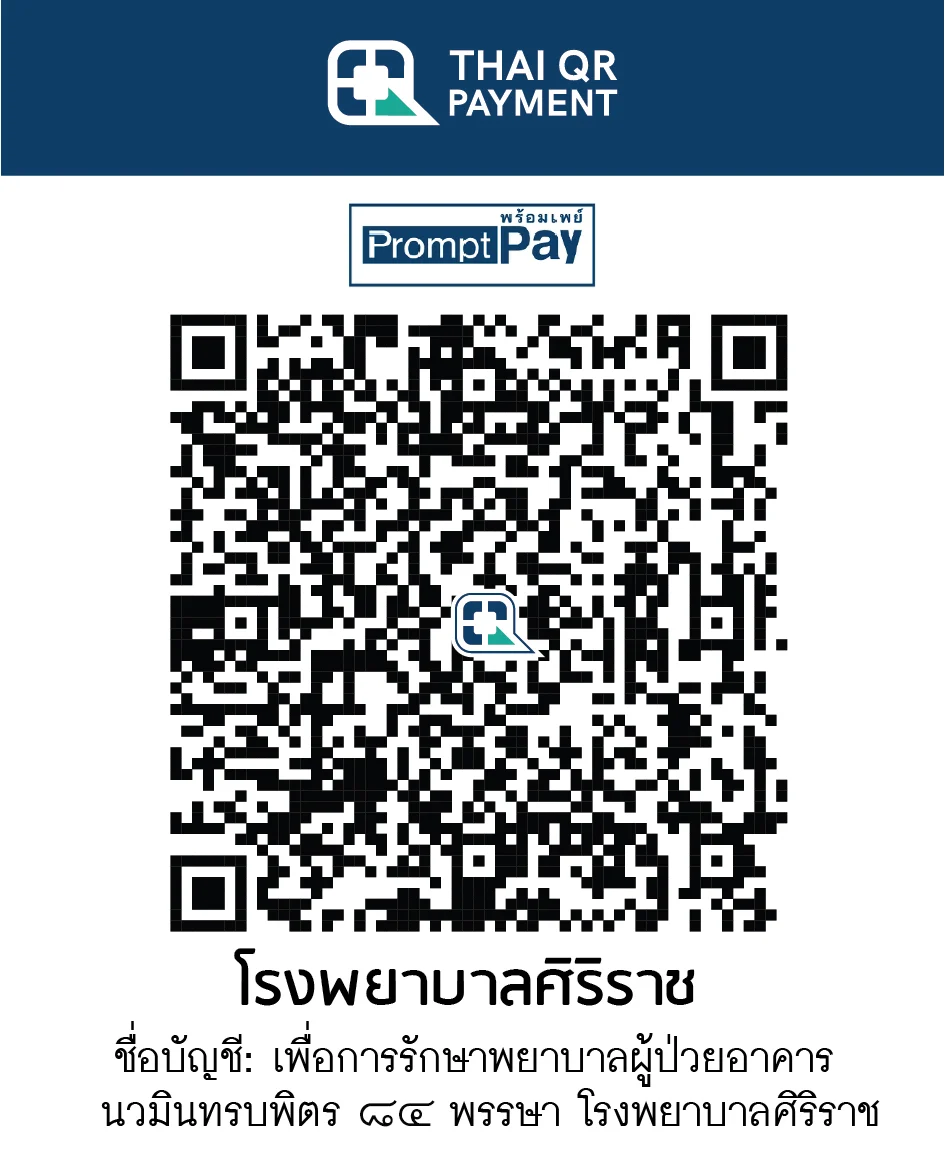 THAI QR
PAYMENT
พร้อมเพย์
PromptPay
โรงพยาบาลศิริราช
ชื่อบัญชี: เพื่อการรักษาพยาบาลผู้ป่วยอาคาร
นวมินทรบพิตร ๘๔ พรรษา โรงพยาบาลศิริราช